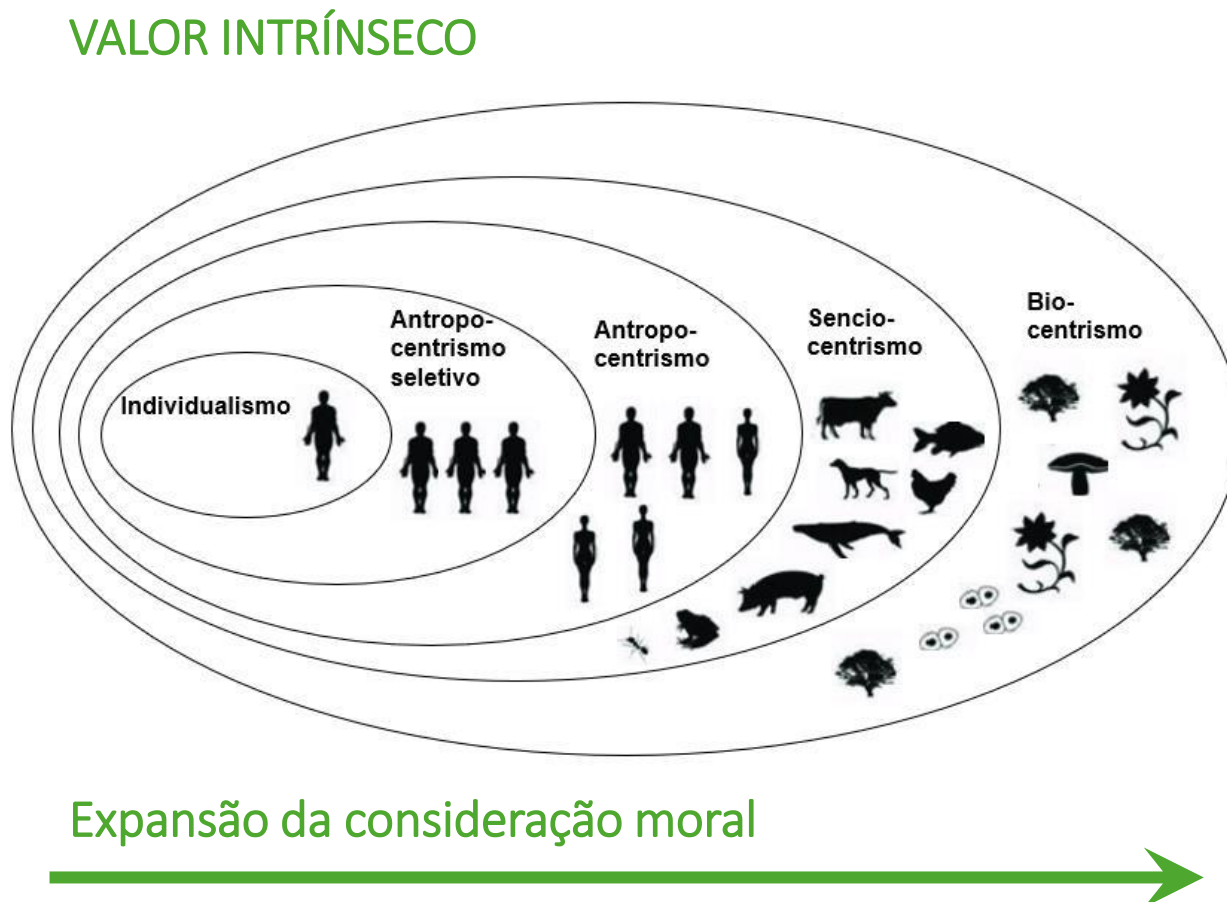 VALOR INTRÍNSECO
Individualismo
Antropo-
centrismo
seletivo
Antropo-
centrismo
Sencio-
centrismo
Bio-
centrismo
Expansão da consideração moral